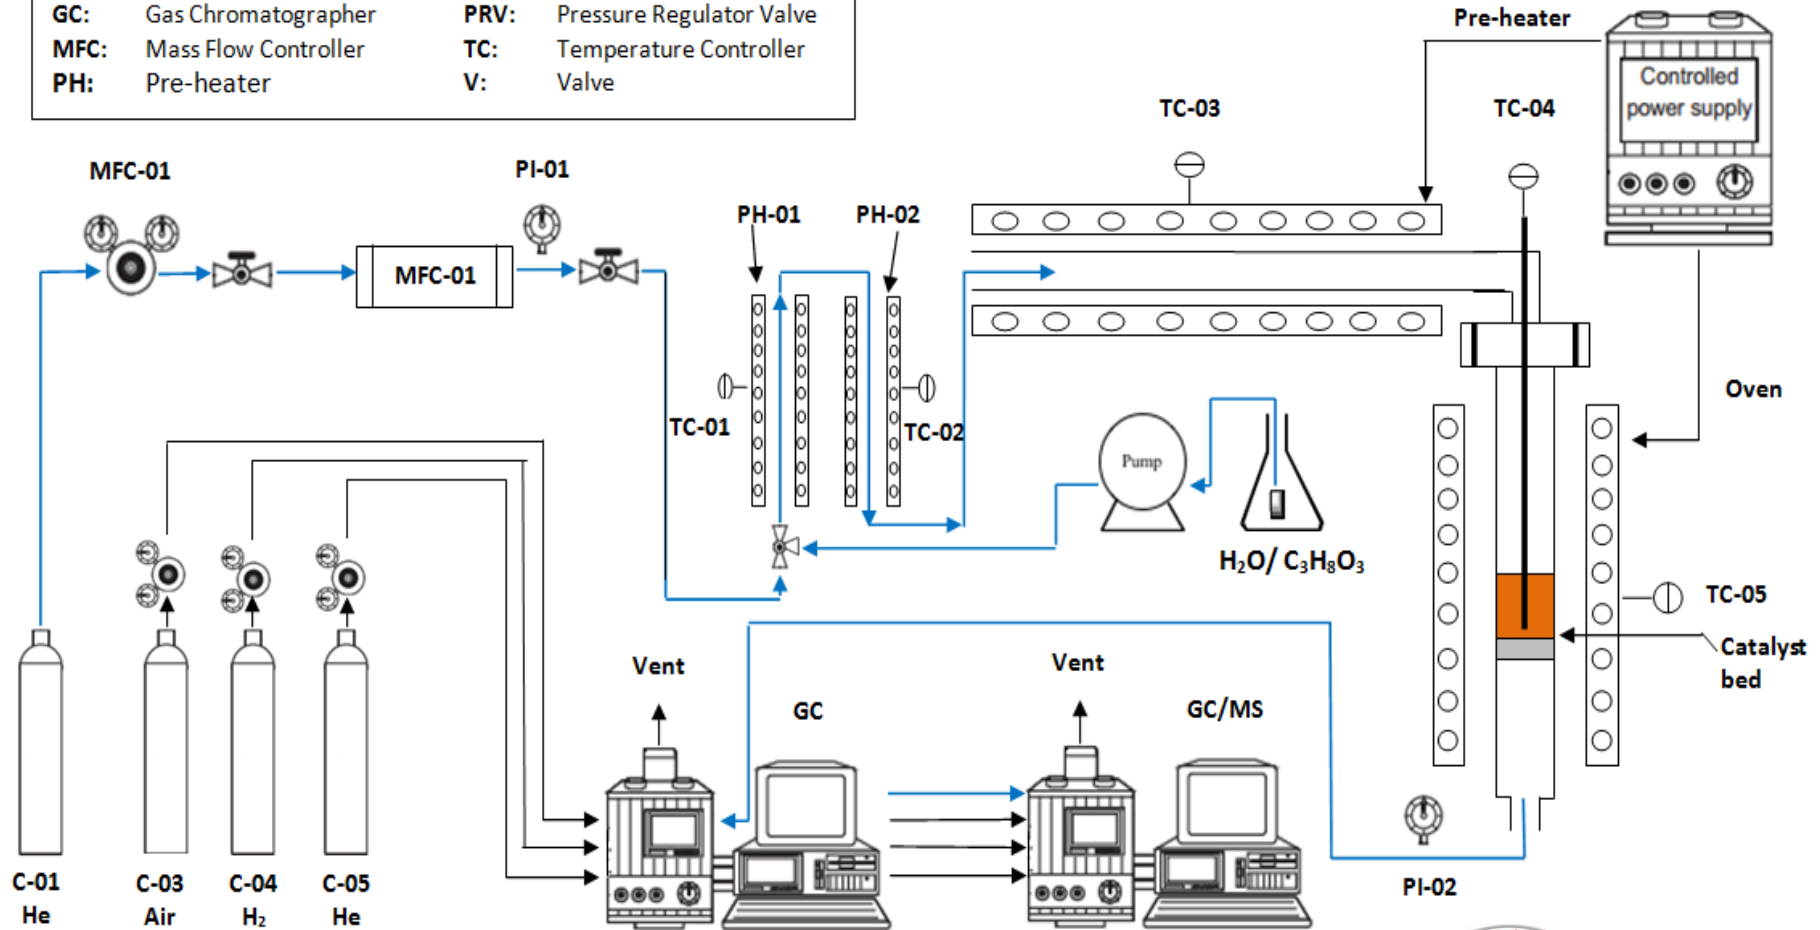 GC: Gas Chromatographer PRV: Pressure Regulator Valve
MFC: Mass Flow Controller TC: Temperature Controller
PH: Pre-heater V: Valve
Pre-heater
Controlled
power supply
TC-03
TC-04
MFC-01
PI-01
PH-01
PH-02
MFC-01
Oven
TC-01
TC-02
Pump
H₂O/ C₃H₈O₃
TC-05
Catalyst
bed
Vent
Vent
GC
GC/MS
PI-02
C-01
He
C-03
Air
C-04
H₂
C-05
He